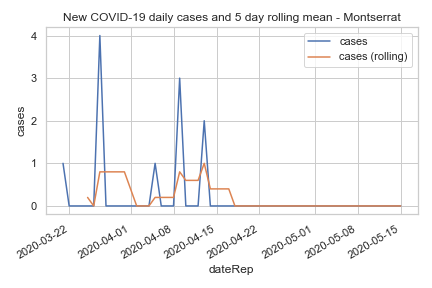 New COVID-19 daily cases and 5 day rolling mean - Montserrat
cases
cases (rolling)
4
3
2
1
0
cases
2020-03-22
2020-04-01
2020-04-08
2020-04-15
2020-04-22
2020-05-01
2020-05-08
2020-05-15
dateRep